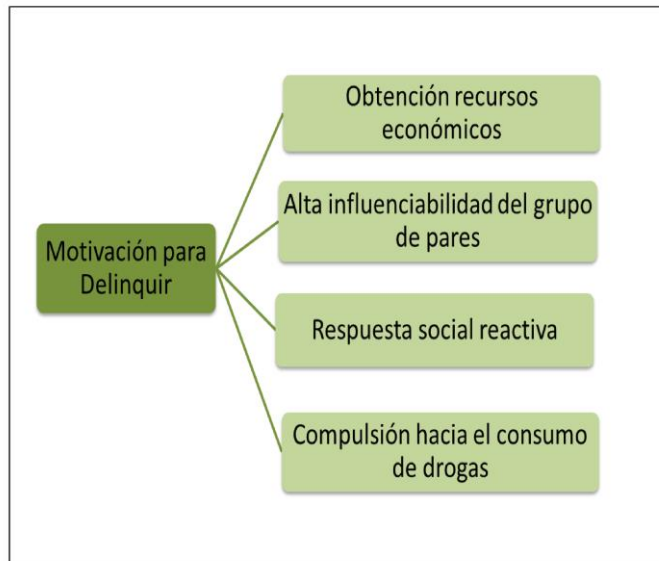 Obtención recursos
económicos
Alta influenciabilidad del grupo
de pares
Motivación para
Delinquir
Respuesta social reactiva
Compulsión hacia el consumo
de drogas